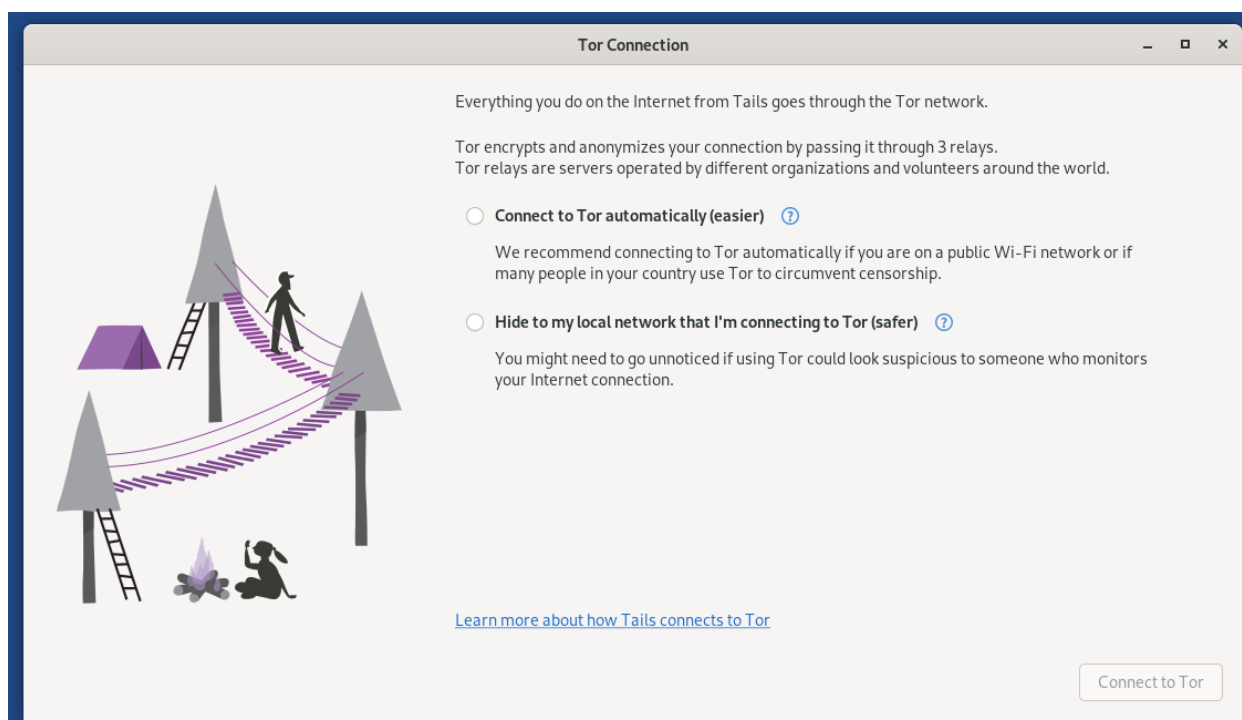 Tor Connection
Everything you do on the Internet from Tails goes through the Tor network.
Tor encrypts and anonymizes your connection by passing it through 3 relays.
Tor relays are servers operated by different organizations and volunteers around the world.
Connect to Tor automatically (easier)
We recommend connecting to Tor automatically if you are on a public Wi-Fi network or if
many people in your country use Tor to circumvent censorship.
Hide to my local network that I'm connecting to Tor (safer)
You might need to go unnoticed if using Tor could look suspicious to someone who monitors
your Internet connection.
Learn more about how Tails connects to Tor
Connect to Tor